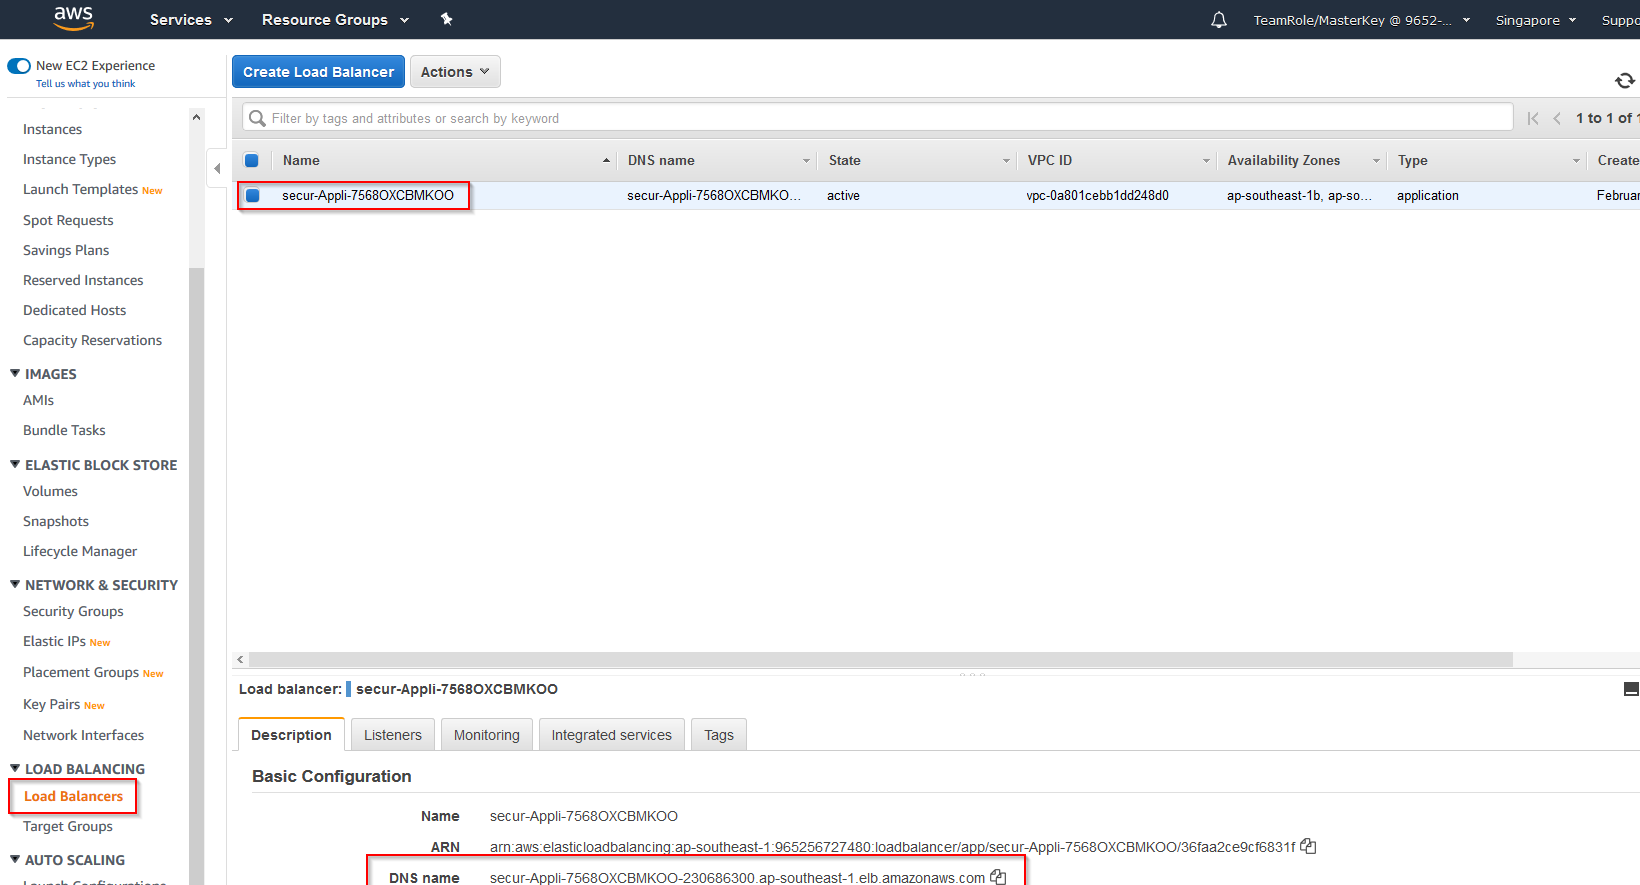 aws Services Resource Groups TeamRole/MasterKey @ 9652-... Singapore Suppo
New EC2 Experience
Tell us what you think
Instances
Instance Types
Launch Templates New
Spot Requests
Savings Plans
Reserved Instances
Dedicated Hosts
Capacity Reservations
IMAGES
AMIs
Bundle Tasks
ELASTIC BLOCK STORE
Volumes
Snapshots
Lifecycle Manager
NETWORK & SECURITY
Security Groups
Elastic IPs New
Placement Groups New
Key Pairs New
Network Interfaces
LOAD BALANCING
Load Balancers
Target Groups
AUTO SCALING
Launch Configurations
Create Load Balancer Actions
Filter by tags and attributes or search by keyword 1 to 1 of 1
Name DNS name State VPC ID Availability Zones Type Create
secur-Appli-7568OXCBMKOO secur-Appli-7568OXCBMKO... active vpc-0a801cebb1dd248d0 ap-southeast-1b, ap-so... application Februar
Load balancer: secur-Appli-7568OXCBMKOO
Description Listeners Monitoring Integrated services Tags
Basic Configuration
Name secur-Appli-7568OXCBMKOO
ARN arn:aws:elasticloadbalancing:ap-southeast-1:965256727480:loadbalancer/app/secur-Appli-7568OXCBMKOO/36faa2ce9cf6831f
DNS name secur-Appli-7568OXCBMKOO-230686300.ap-southeast-1.elb.amazonaws.com